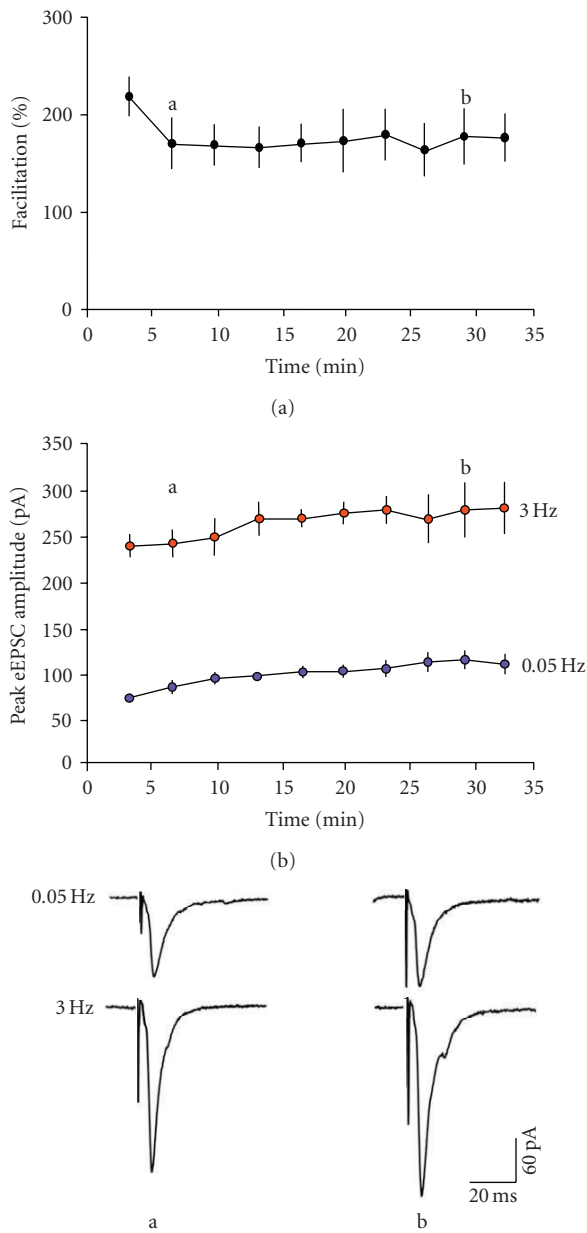 300
200
100
0
Facilitation (%)
a
b
0 5 10 15 20 25 30 35
Time (min)
(a)
350
300
250
200
150
100
50
0
Peak eEPSC amplitude (pA)
a
b
3 Hz
0.05 Hz
0 5 10 15 20 25 30 35
Time (min)
(b)
0.05 Hz
3 Hz
60 pA
20 ms
a
b